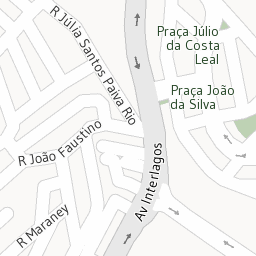 R Júlia Santos Paiva Rio
Praça Júlio
da Costa
Leal
Praça João
da Silva
R João Faustino
Av Interlagos
R Maraney